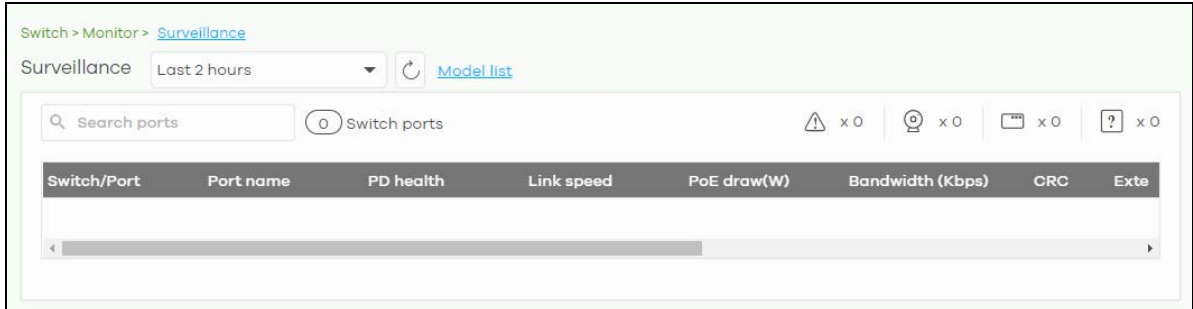 Switch > Monitor > Surveillance
Surveillance Last 2 hours Model list
Search ports 0 Switch ports x 0 x 0 x 0 ? x 0
Switch/Port Port name PD health Link speed PoE draw(W) Bandwidth (Kbps) CRC Exte